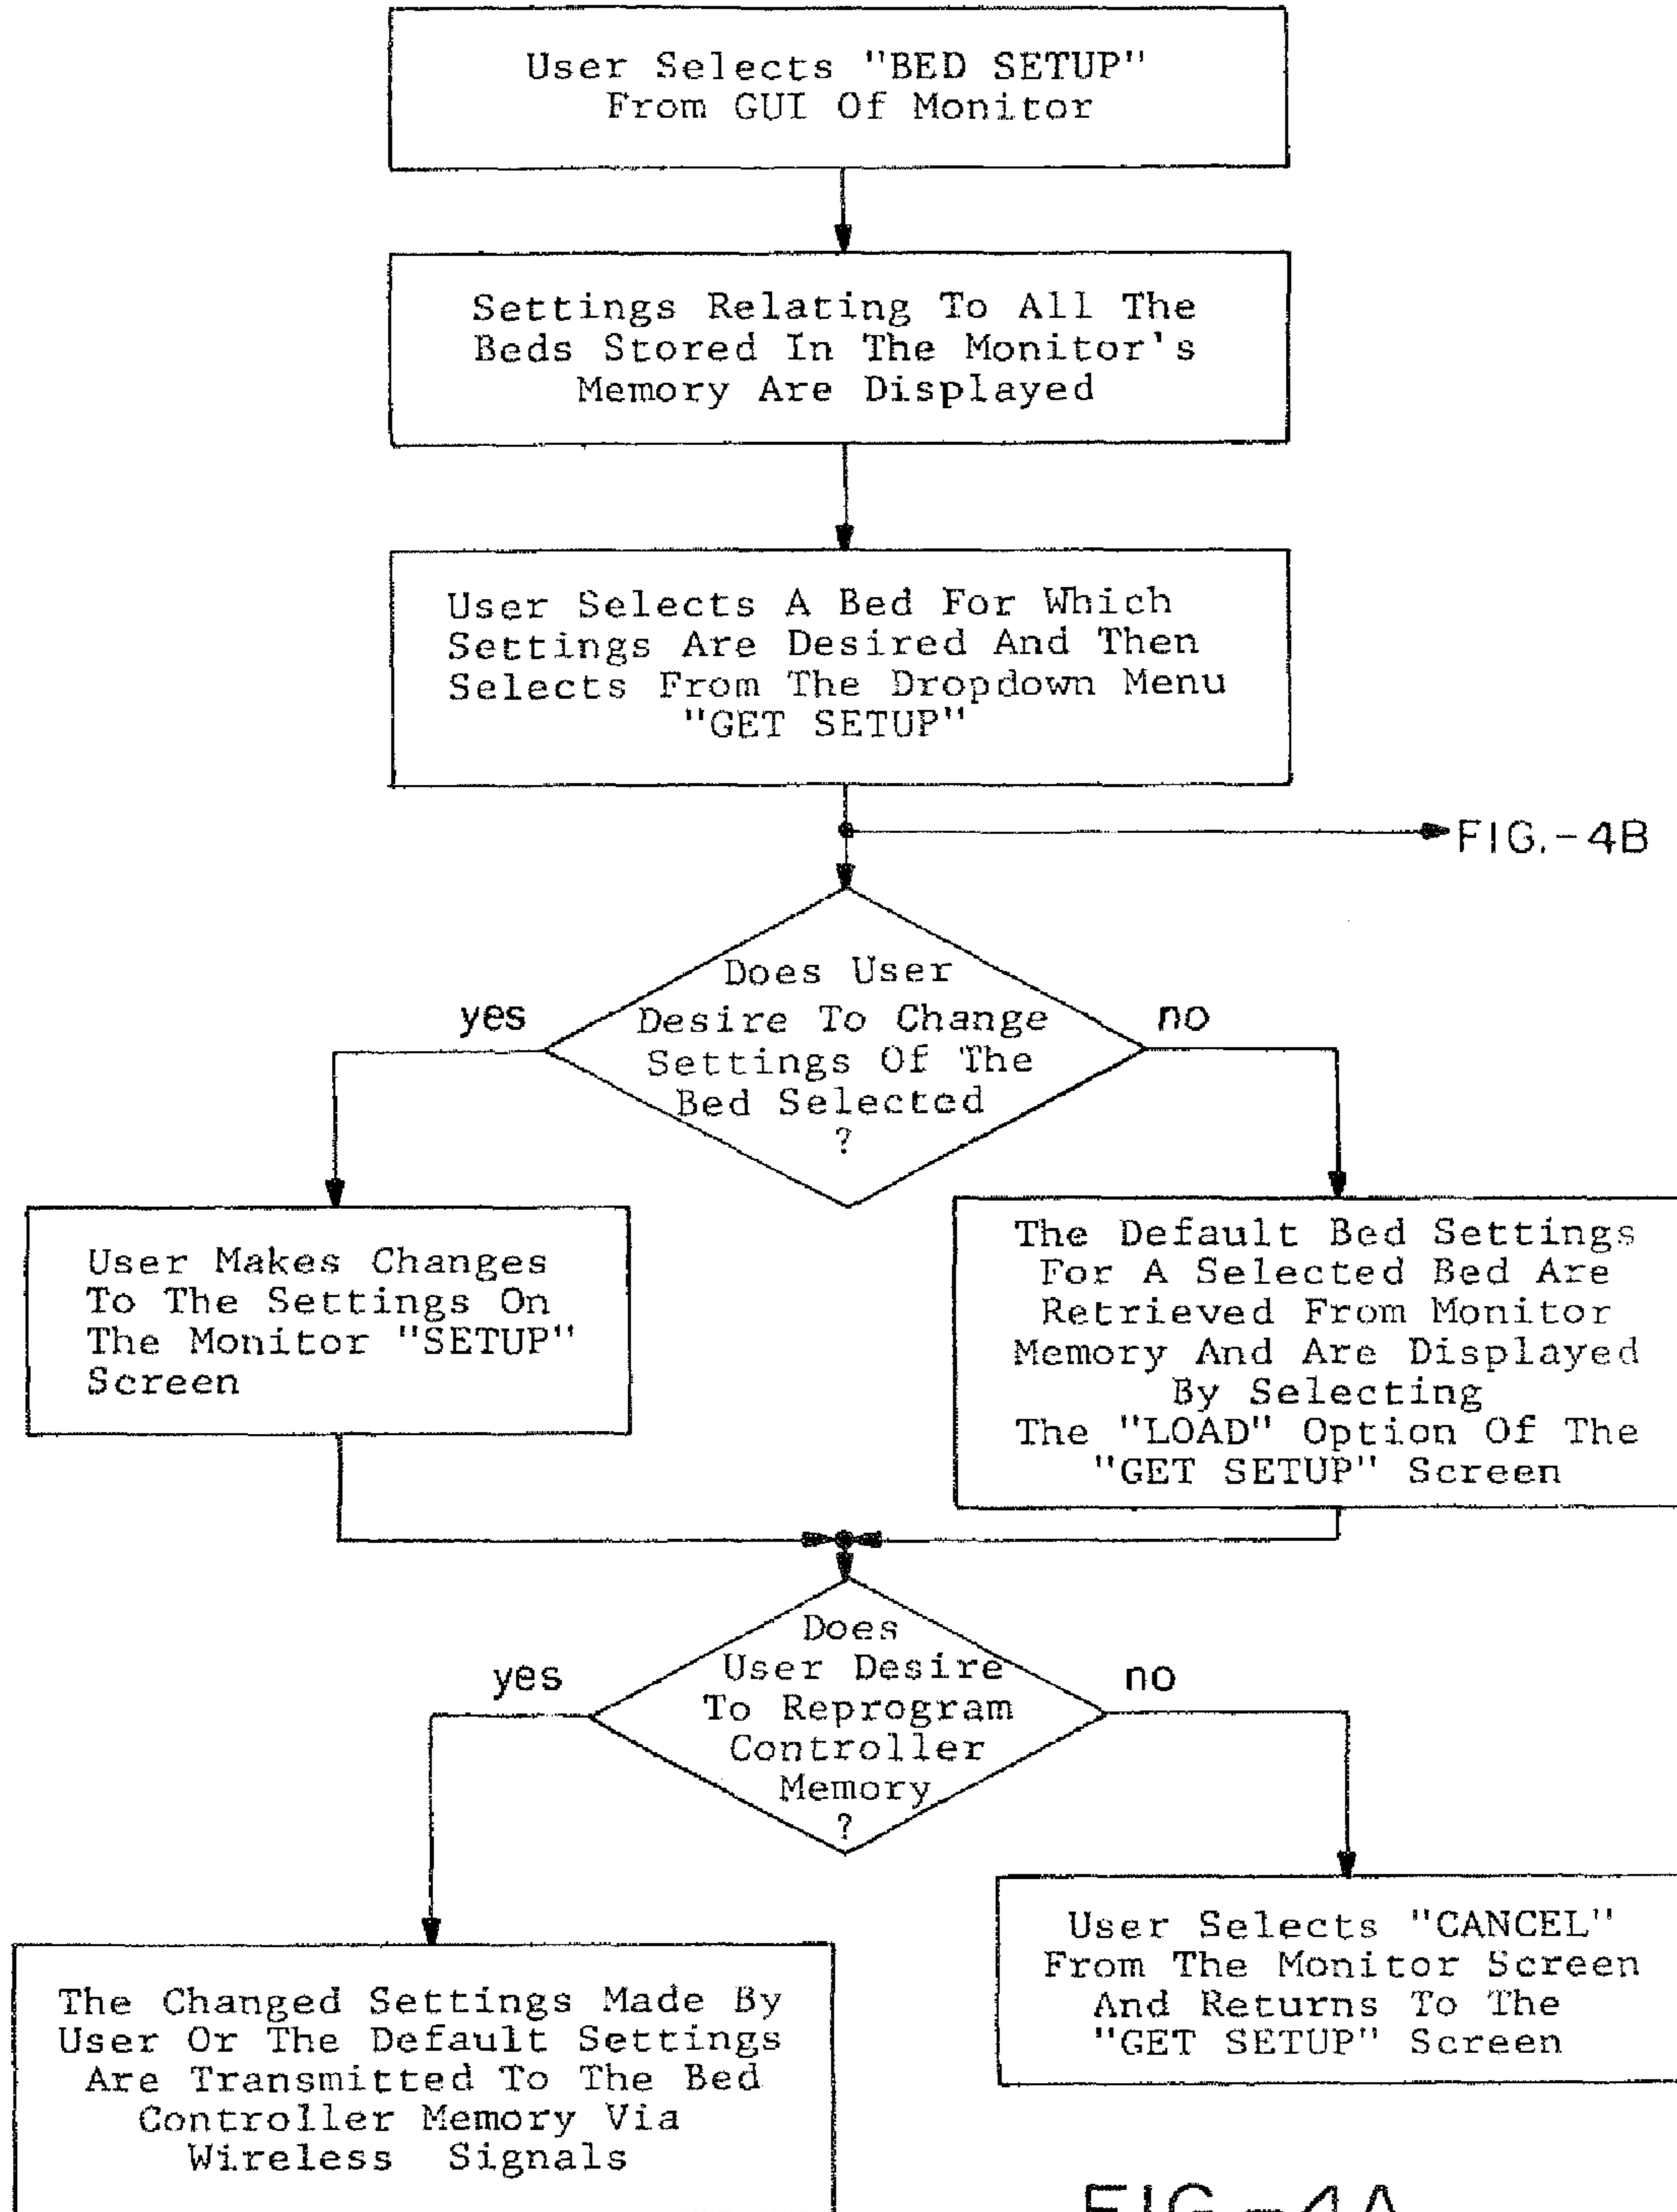 User Selects "BED SETUP"
From GUI Of Monitor
Settings Relating To All The
Beds Stored In The Monitor's
Memory Are Displayed
User Selects A Bed For Which
Settings Are Desired And Then
Selects From The Dropdown Menu
"GET SETUP"
FIG.-4B
Does User
Desire To Change
Settings Of The
Bed Selected
?
yes
no
User Makes Changes
To The Settings On
The Monitor "SETUP"
Screen
The Default Bed Settings
For A Selected Bed Are
Retrieved From Monitor
Memory And Are Displayed
By Selecting
The "LOAD" Option Of The
"GET SETUP" Screen
Does
User Desire
To Reprogram
Controller
Memory
?
yes
no
The Changed Settings Made By
User Or The Default Settings
Are Transmitted To The Bed
Controller Memory Via
Wireless Signals
User Selects "CANCEL"
From The Monitor Screen
And Returns To The
"GET SETUP" Screen
FIG.-4A